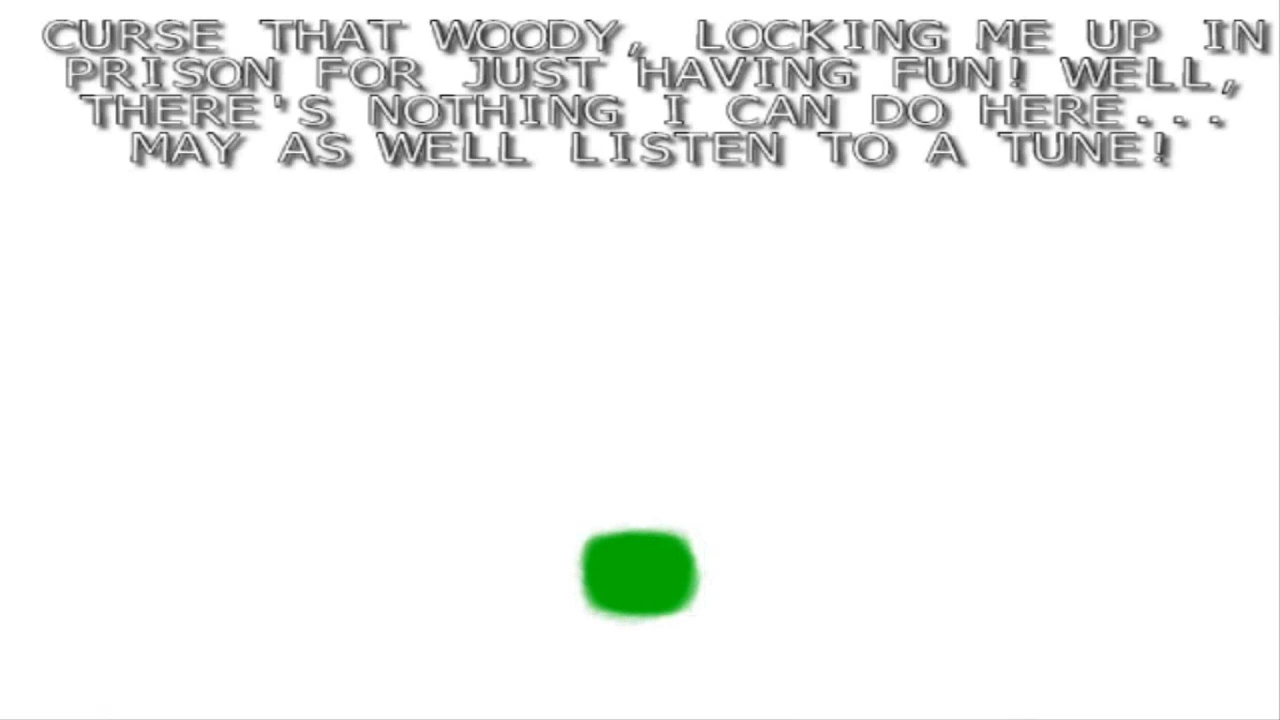 CURSE THAT WOODY, LOCKING ME UP IN
PRISON FOR JUST HAVING FUN! WELL,
THERE'S NOTHING I CAN DO HERE...
MAY AS WELL LISTEN TO A TUNE!